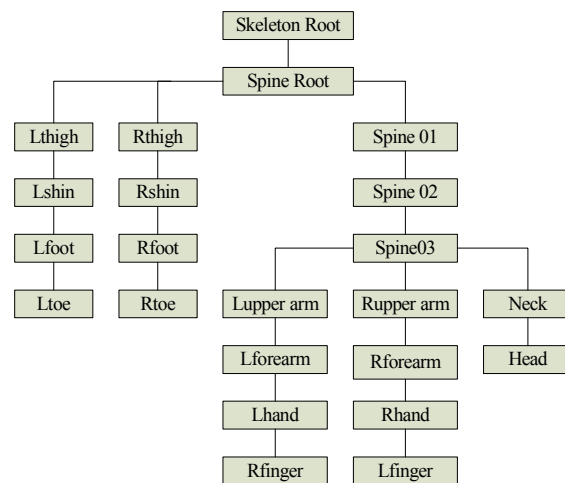 Skeleton Root
Spine Root
Lthigh
Rthigh
Spine 01
Lshin
Rshin
Spine 02
Lfoot
Rfoot
Spine03
Ltoe
Rtoe
Lupper arm
Rupper arm
Neck
Lforearm
Rforearm
Head
Lhand
Rhand
Rfinger
Lfinger